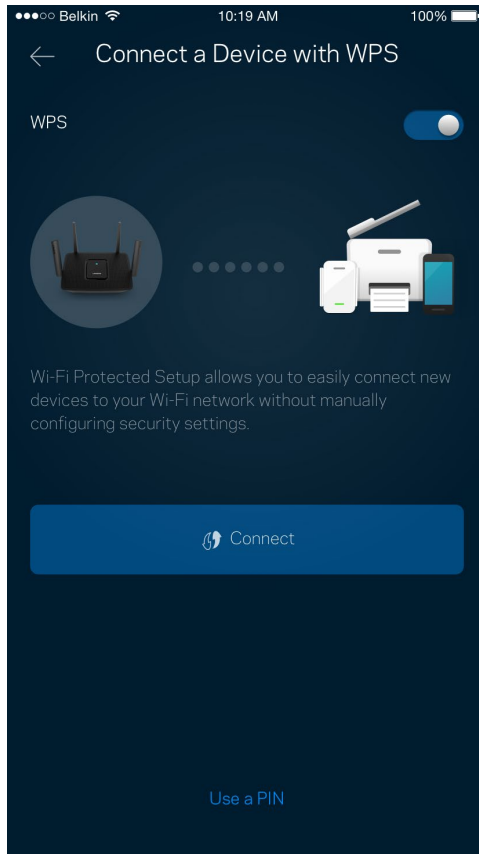 Belkin 10:19 AM 100%
Connect a Device with WPS
WPS
Wi-Fi Protected Setup allows you to easily connect new
devices to your Wi-Fi network without manually
configuring security settings.
Connect
Use a PIN